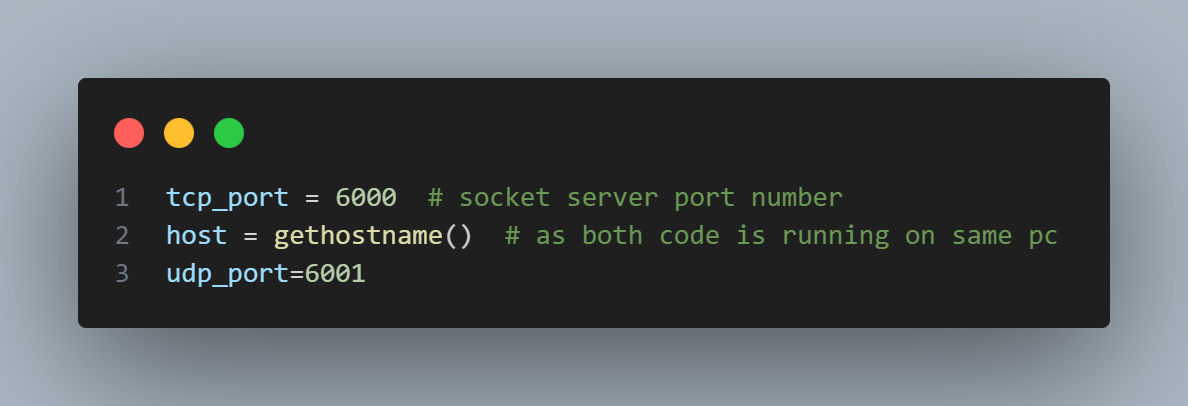 1 tcp_port = 6000  # socket server port number
2 host = gethostname()  # as both code is running on same pc
3 udp_port=6001